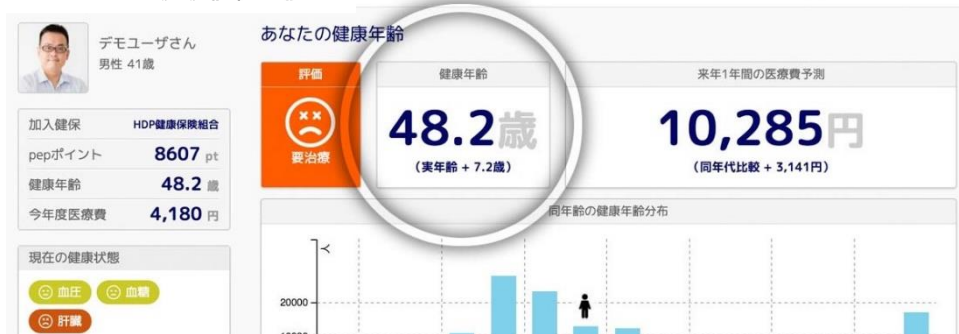 デモユーザさん
男性 41歳
加入健保 HDP健康保険組合
pepポイント 8607 pt
健康年齢 48.2 歳
今年度医療費 4,180 円
現在の健康状態
血圧 血糖
肝臓
あなたの健康年齢
評価
要治療
健康年齢
48.2歳
(実年齢 + 7.2歳)
来年1年間の医療費予測
10,285円
(同年代比較 + 3,141円)
同年齢の健康年齢分布
人
20000